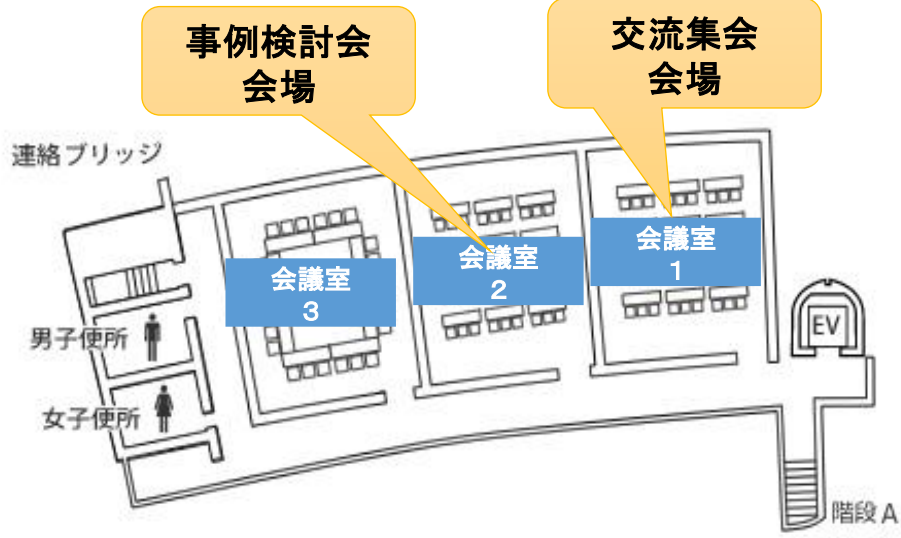 事例検討会
会場
交流集会
会場
連絡ブリッジ
会議室
1
会議室
2
会議室
3
EV
男子便所
女子便所
階段A